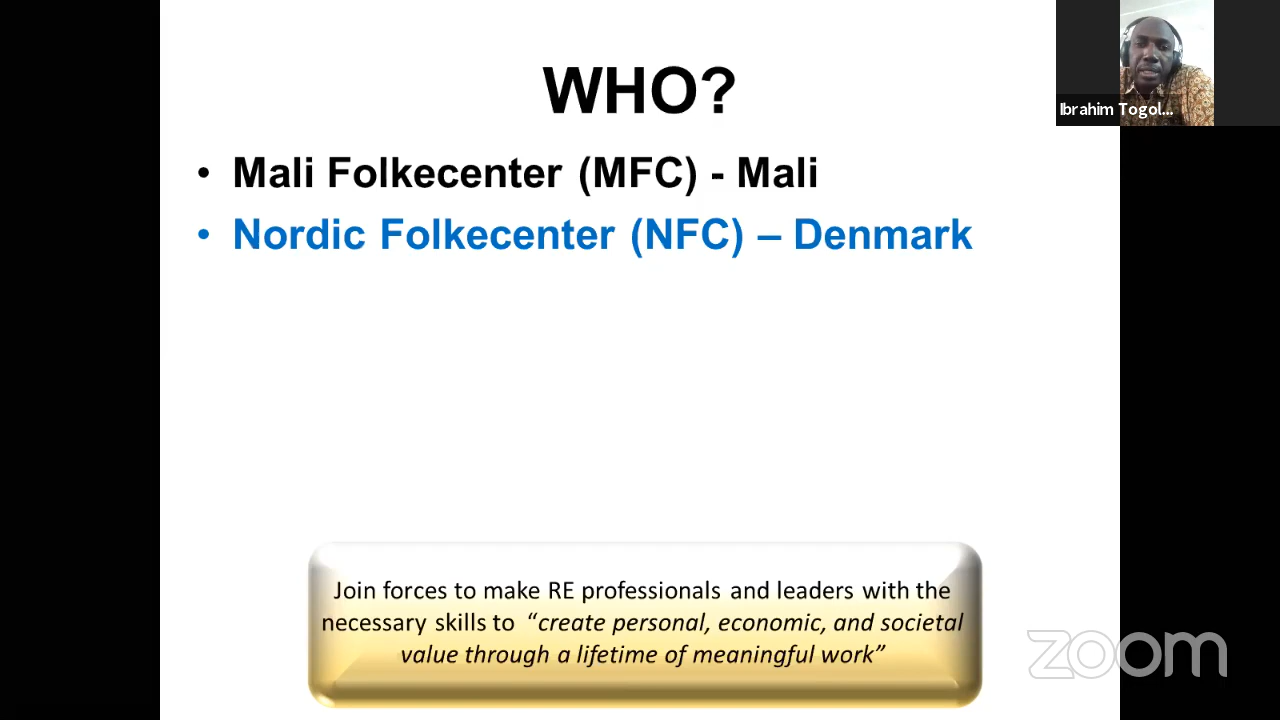 WHO?
Ibrahim Togol...
• Mali Folkecenter (MFC) - Mali
• Nordic Folkecenter (NFC) – Denmark
Join forces to make RE professionals and leaders with the
necessary skills to “create personal, economic, and societal
value through a lifetime of meaningful work”
zoom